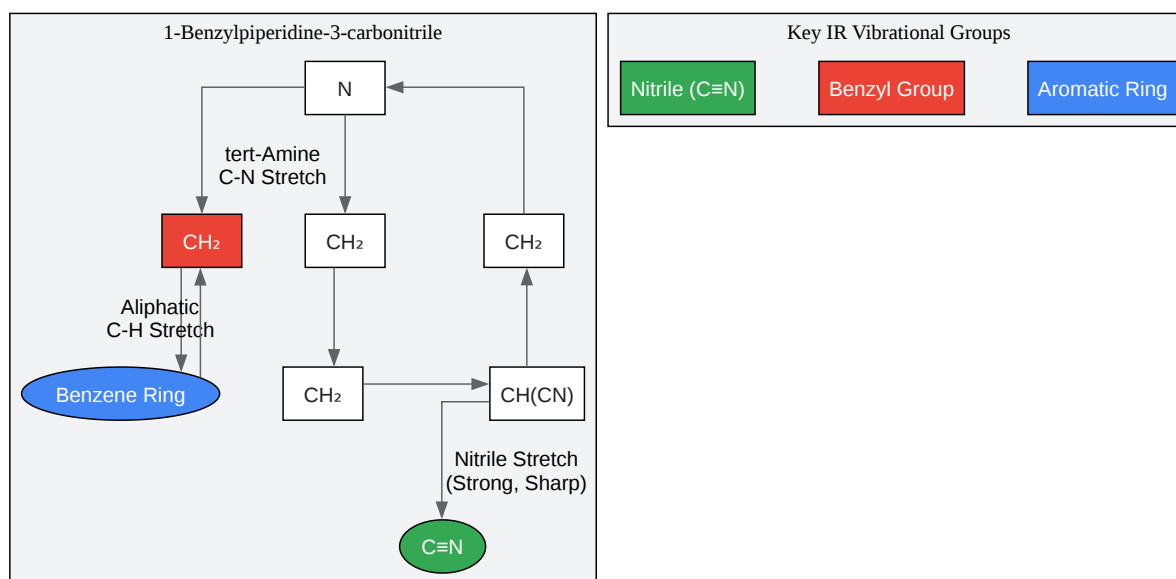 1-Benzylpiperidine-3-carbonitrile
Key IR Vibrational Groups
N
Nitrile (C≡N)
Benzyl Group
Aromatic Ring
tert-Amine
C-N Stretch
CH₂
CH₂
CH₂
Aliphatic
C-H Stretch
Benzene Ring
CH₂
CH(CN)
Nitrile Stretch
(Strong, Sharp)
C≡N